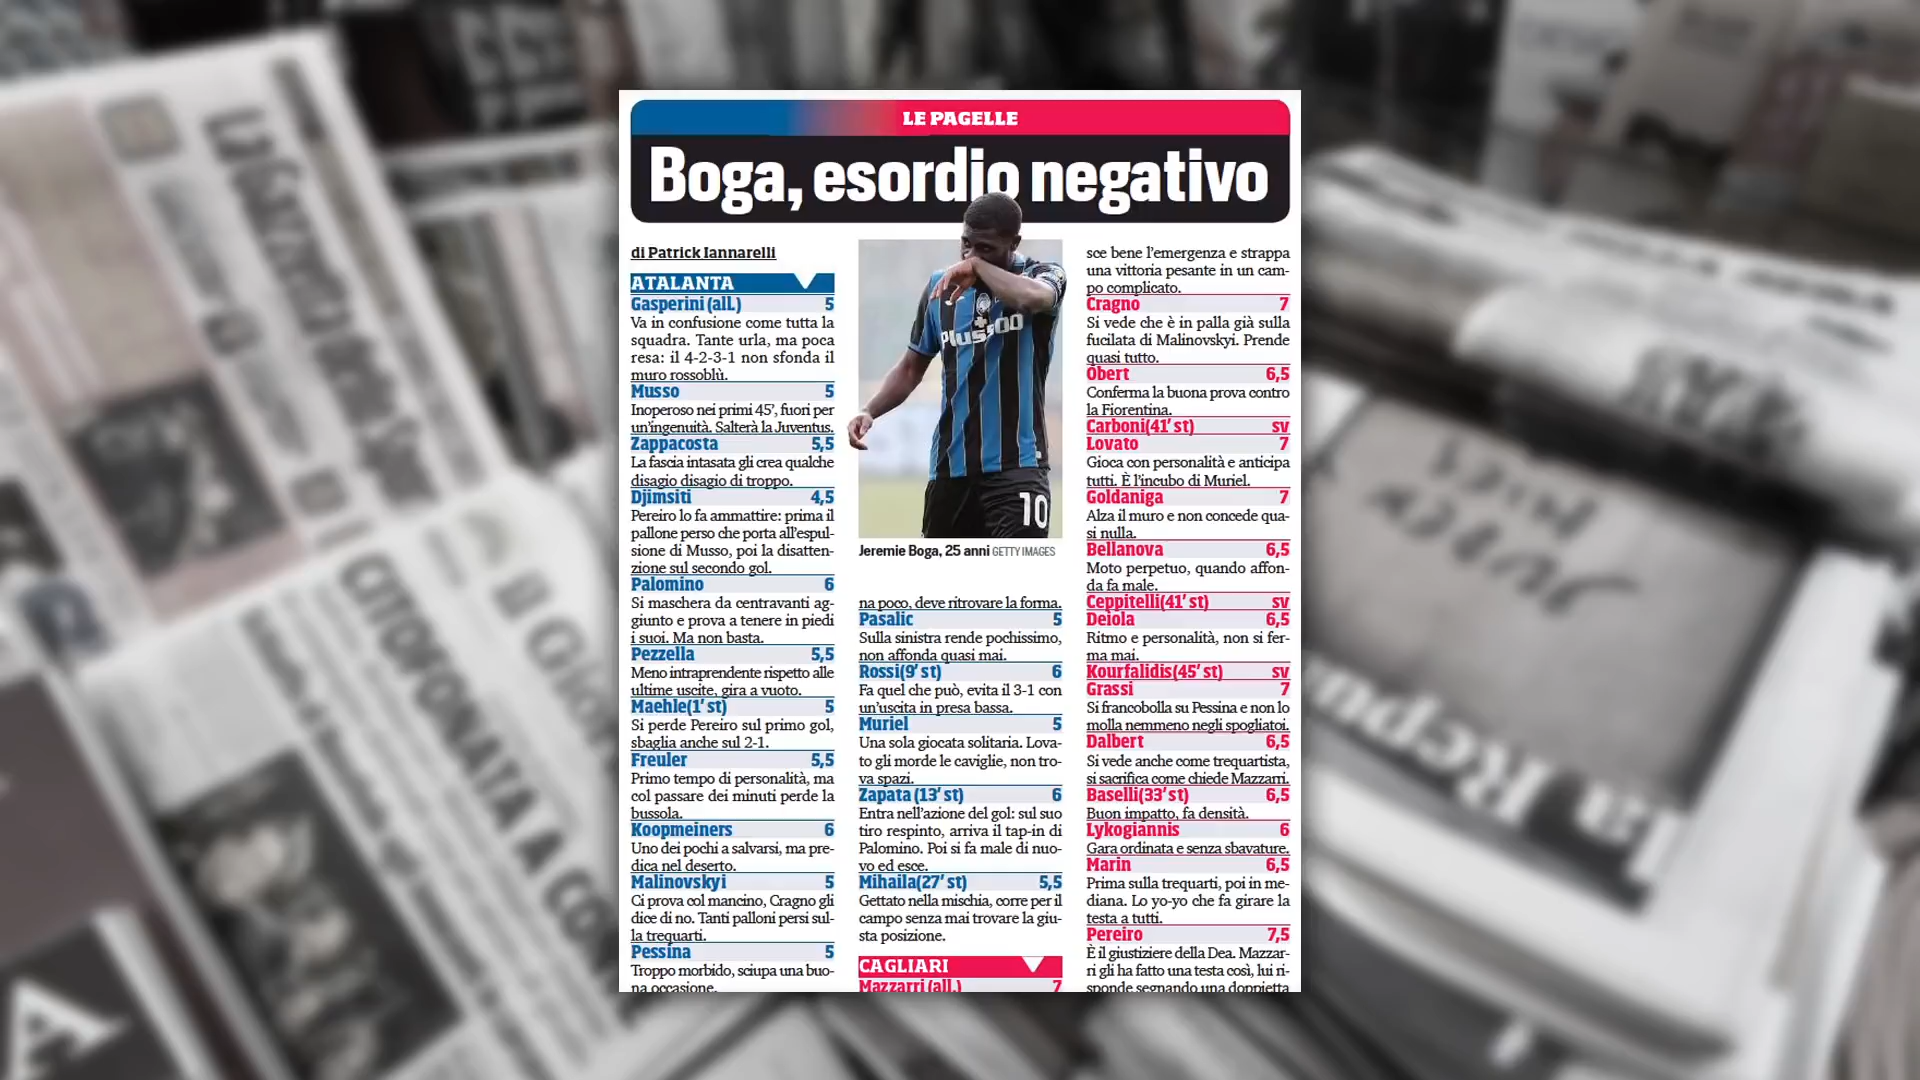 LE PAGELLE
Boga, esordio negativo
di Patrick Iannarelli
ATALANTA
Gasperini (all.) 5
Va in confusione come tutta la
squadra. Tante urla, ma poca
resa: il 4-2-3-1 non sfonda il
muro rossoblù.
Musso 5
Inoperoso nei primi 45’, fuori per
un’ingenuità. Salterà la Juventus.
Zappacosta 5,5
La fascia intasata gli crea qualche
disagio disagio di troppo.
Djimsiti 4,5
Pereiro lo fa ammattire: prima il
pallone perso che porta all’espul-
sione di Musso, poi la disatten-
zione sul secondo gol.
Palomino 6
Si maschera da centravanti ag-
giunto e prova a tenere in piedi
i suoi. Ma non basta.
Pezzella 5,5
Meno intraprendente rispetto alle
ultime uscite, gira a vuoto.
Maehle(1’ st) 5
Si perde Pereiro sul primo gol,
sbaglia anche sul 2-1.
Freuler 5,5
Primo tempo di personalità, ma
col passare dei minuti perde la
bussola.
Koopmeiners 6
Uno dei pochi a salvarsi, ma pre-
dica nel deserto.
Malinovskyi 5
Ci prova col mancino, Cragno gli
dice di no. Tanti palloni persi sul-
la trequarti.
Pessina 5
Troppo morbido, sciupa una buo-
na occasione.
Plus500
10
Jeremie Boga, 25 anni GETTY IMAGES
na poco, deve ritrovare la forma.
Pasalic 5
Sulla sinistra rende pochissimo,
non affonda quasi mai.
Rossi(9’ st) 6
Fa quel che può, evita il 3-1 con
un’uscita in presa bassa.
Muriel 5
Una sola giocata solitaria. Lova-
to gli morde le caviglie, non tro-
va spazi.
Zapata (13’ st) 6
Entra nell’azione del gol: sul suo
tiro respinto, arriva il tap-in di
Palomino. Poi si fa male di nuo-
vo ed esce.
Mihaila(27’ st) 5,5
Gettato nella mischia, corre per il
campo senza mai trovare la giu-
sta posizione.
CAGLIARI
Mazzarri (all.) 7
sce bene l’emergenza e strappa
una vittoria pesante in un cam-
po complicato.
Cragno 7
Si vede che è in palla già sulla
fucilata di Malinovskyi. Prende
quasi tutto.
Obert 6,5
Conferma la buona prova contro
la Fiorentina.
Carboni(41’ st) sv
Lovato 7
Gioca con personalità e anticipa
tutti. È l’incubo di Muriel.
Goldaniga 7
Alza il muro e non concede qua-
si nulla.
Bellanova 6,5
Moto perpetuo, quando affon-
da fa male.
Ceppitelli(41’ st) sv
Deiola 6,5
Ritmo e personalità, non si fer-
ma mai.
Kourfalidis(45’ st) sv
Grassi 7
Si francobolla su Pessina e non lo
molla nemmeno negli spogliatoi.
Dalbert 6,5
Si vede anche come trequartista,
si sacrifica come chiede Mazzarri.
Baselli(33’ st) 6,5
Buon impatto, fa densità.
Lykogiannis 6
Gara ordinata e senza sbavature.
Marin 6,5
Prima sulla trequarti, poi in me-
diana. Lo yo-yo che fa girare la
testa a tutti.
Pereiro 7,5
È il giustiziere della Dea. Mazzar-
ri gli ha fatto una testa così, lui ri-
sponde segnando una doppietta
CITOFONATA A CON
la Repu
A